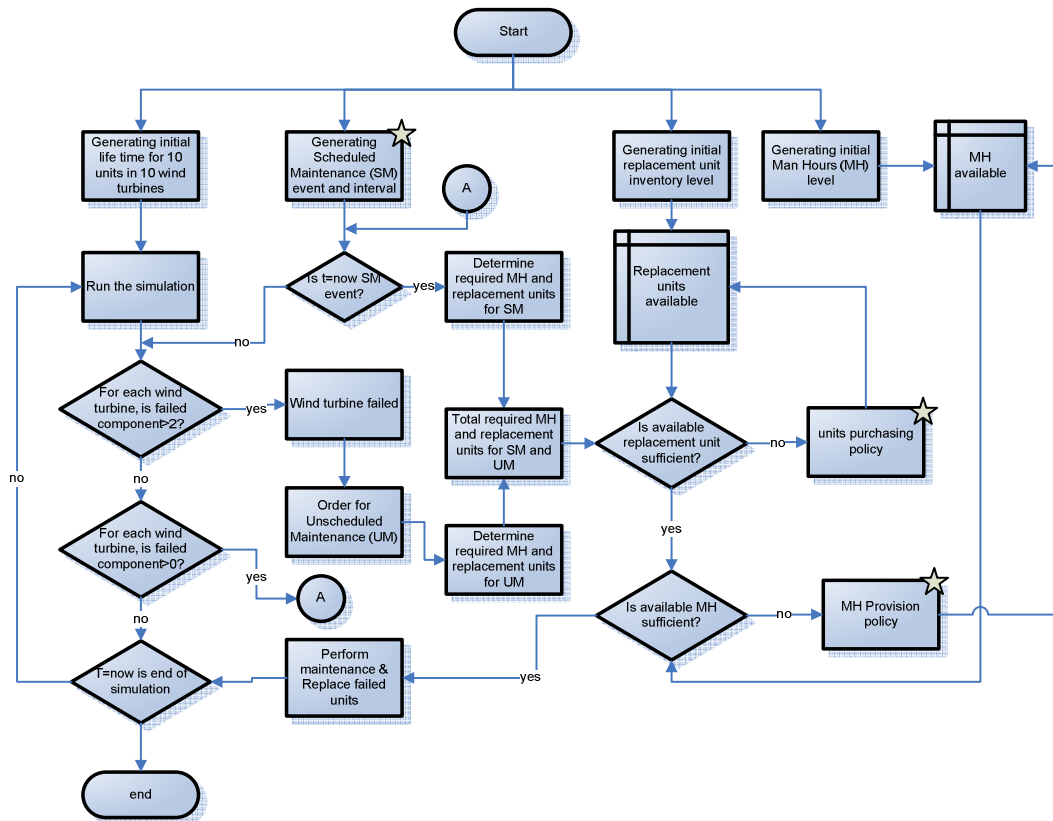 Start
Generating initial
life time for 10
units in 10 wind
turbines
Generating
Scheduled
Maintenance (SM)
event and interval
A
Generating initial
replacement unit
inventory level
Generating initial
Man Hours (MH)
level
MH
available
Run the simulation
Is t=now SM
event?
yes
no
Determine
required MH and
replacement units
for SM
Replacement
units
available
For each wind
turbine, is failed
component>2?
yes
no
Wind turbine failed
Total required MH
and replacement
units for SM and
UM
Is available
replacement unit
sufficient?
no
yes
units purchasing
policy
no
Order for
Unscheduled
Maintenance (UM)
Determine
required MH and
replacement units
for UM
For each wind
turbine, is failed
component>0?
yes
no
A
Is available MH
sufficient?
no
yes
MH Provision
policy
Perform
maintenance &
Replace failed
units
T=now is end of
simulation
end